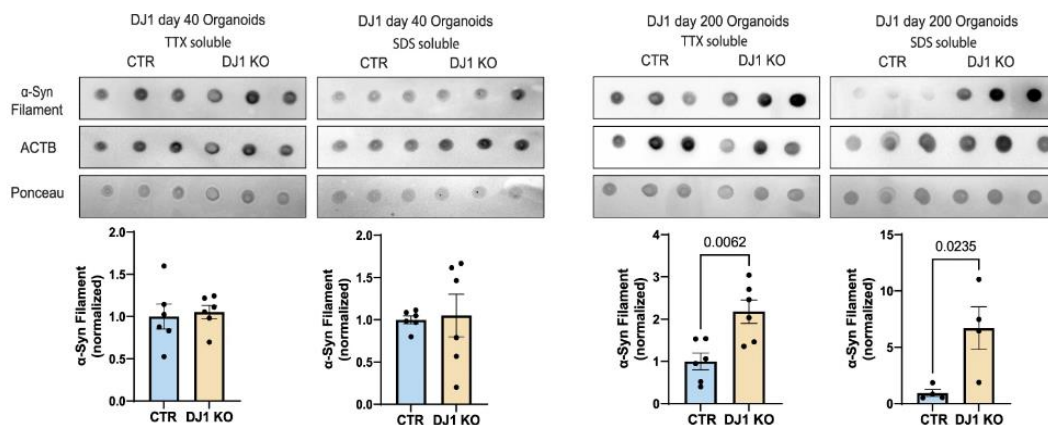 DJ1 day 40 Organoids
TTX soluble
CTR DJ1 KO
DJ1 day 40 Organoids
SDS soluble
CTR DJ1 KO
DJ1 day 200 Organoids
TTX soluble
CTR DJ1 KO
DJ1 day 200 Organoids
SDS soluble
CTR DJ1 KO
α-Syn
Filament
ACTB
Ponceau
α-Syn Filament
(normalized)
2.0
1.5
1.0
0.5
0.0
CTR DJ1 KO
α-Syn Filament
(normalized)
2.0
1.5
1.0
0.5
0.0
CTR DJ1 KO
α-Syn Filament
(normalized)
4
3
2
1
0
0.0062
CTR DJ1 KO
α-Syn Filament
(normalized)
15
10
5
0
0.0235
CTR DJ1 KO